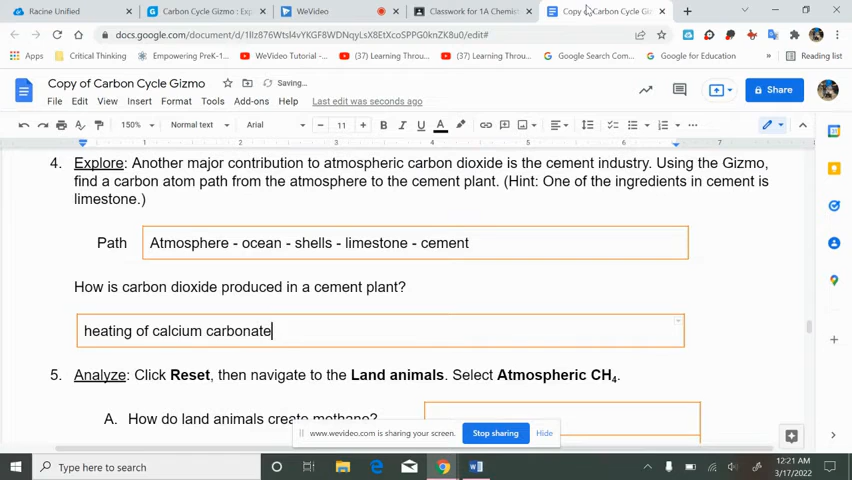 Racine Unified
Carbon Cycle Gizmo : Exp
WeVideo
Classwork for 1A Chemist
Copy of Carbon Cycle Giz
docs.google.com/document/d/1lIz876Wtsl4vYKGF8WDNqyLsX8EtXcoSPPG0knZK8u0/edit#
Apps
Critical Thinking
Empowering PreK-1...
WeVideo Tutorial -...
(37) Learning Throu...
(37) Learning Throu...
Google Search Com...
Google for Education
Reading list
Copy of Carbon Cycle Gizmo
Saving...
File Edit View Insert Format Tools Add-ons Help Last edit was seconds ago
Share
150% Normal text Arial 11 B I U A
1 2 3 4 5 6 7
4. Explore: Another major contribution to atmospheric carbon dioxide is the cement industry. Using the Gizmo,
find a carbon atom path from the atmosphere to the cement plant. (Hint: One of the ingredients in cement is
limestone.)
Path Atmosphere - ocean - shells - limestone - cement
How is carbon dioxide produced in a cement plant?
heating of calcium carbonate
5. Analyze: Click Reset, then navigate to the Land animals. Select Atmospheric CH₄.
A. How do land animals create methane?
www.wevideo.com is sharing your screen. Stop sharing Hide
Type here to search
12:21 AM
3/17/2022